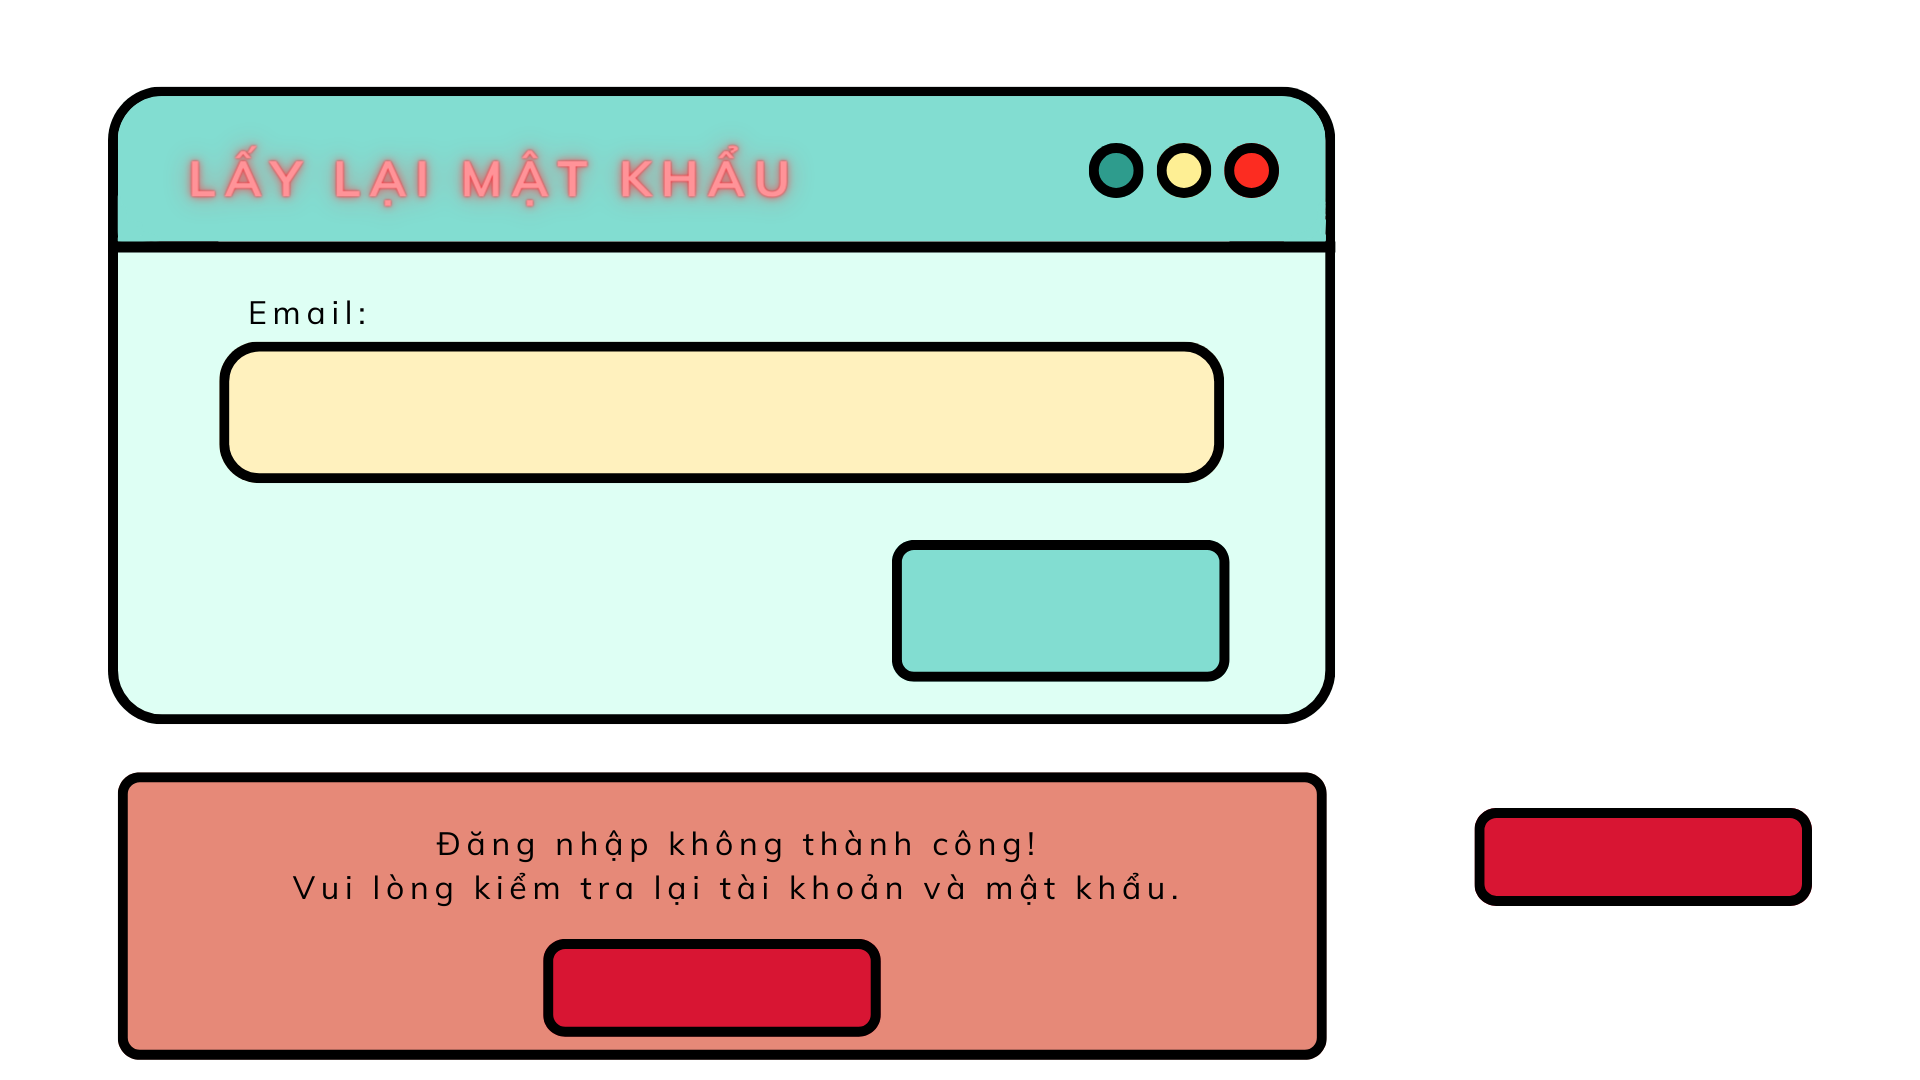 LẤY LẠI MẬT KHẨU
Email:
Đăng nhập không thành công!
Vui lòng kiểm tra lại tài khoản và mật khẩu.